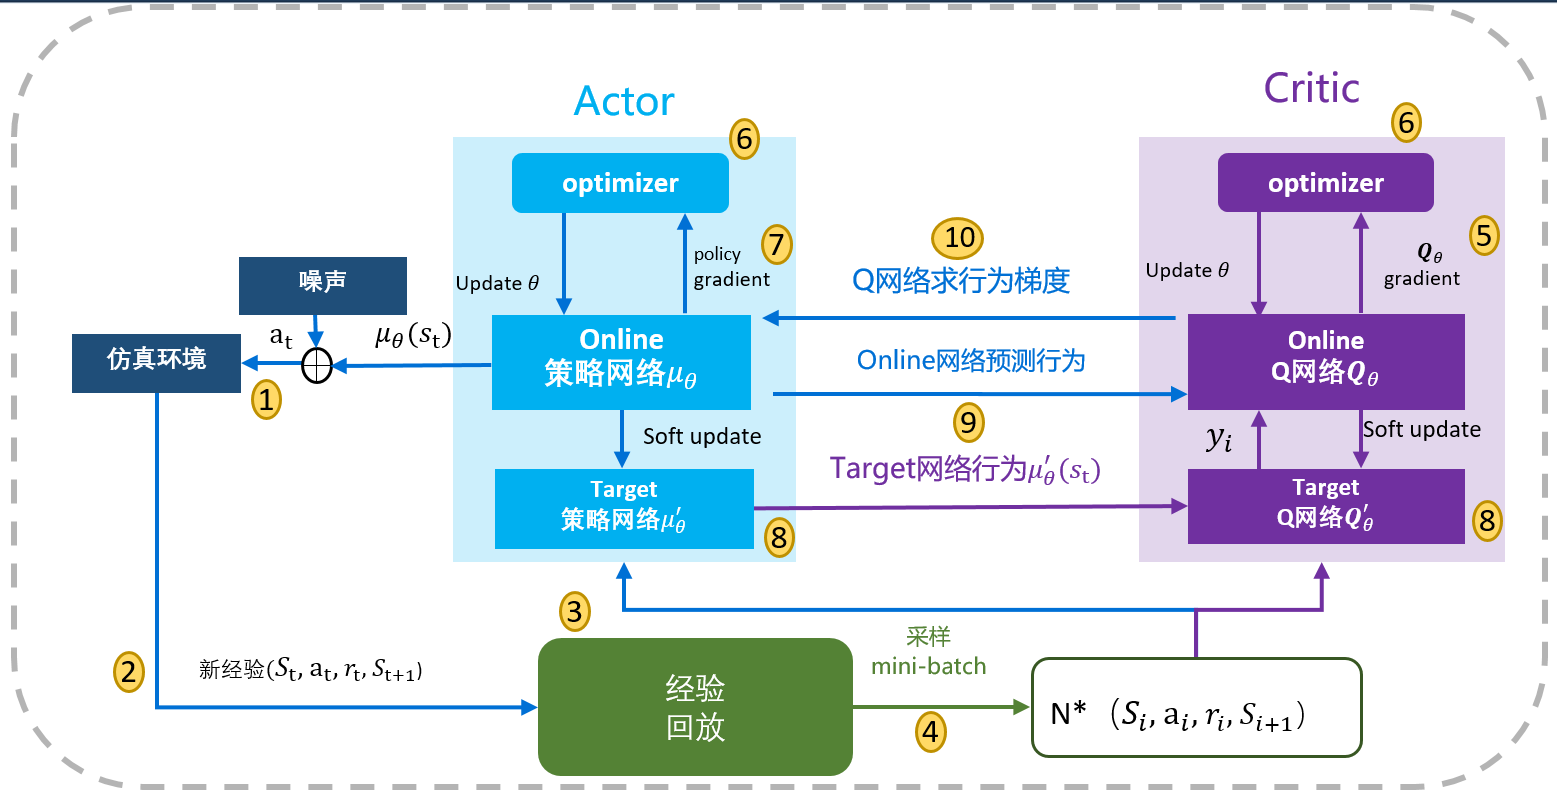 Actor
Critic
6
6
optimizer
optimizer
7
5
10
policy
gradient
Update θ
Q网络求行为梯度
Update θ
Q_θ
gradient
噪声
a_t
μ_θ(s_t)
仿真环境
1
Online
策略网络μ_θ
Online网络预测行为
Online
Q网络Q_θ
9
Soft update
y_i
Soft update
Target网络行为μ′_θ(s_t)
Target
策略网络μ′_θ
8
Target
Q网络Q′_θ
8
3
2
新经验(S_t, a_t, r_t, S_{t+1})
经验
回放
采样
mini-batch
4
N*（S_i, a_i, r_i, S_{i+1}）